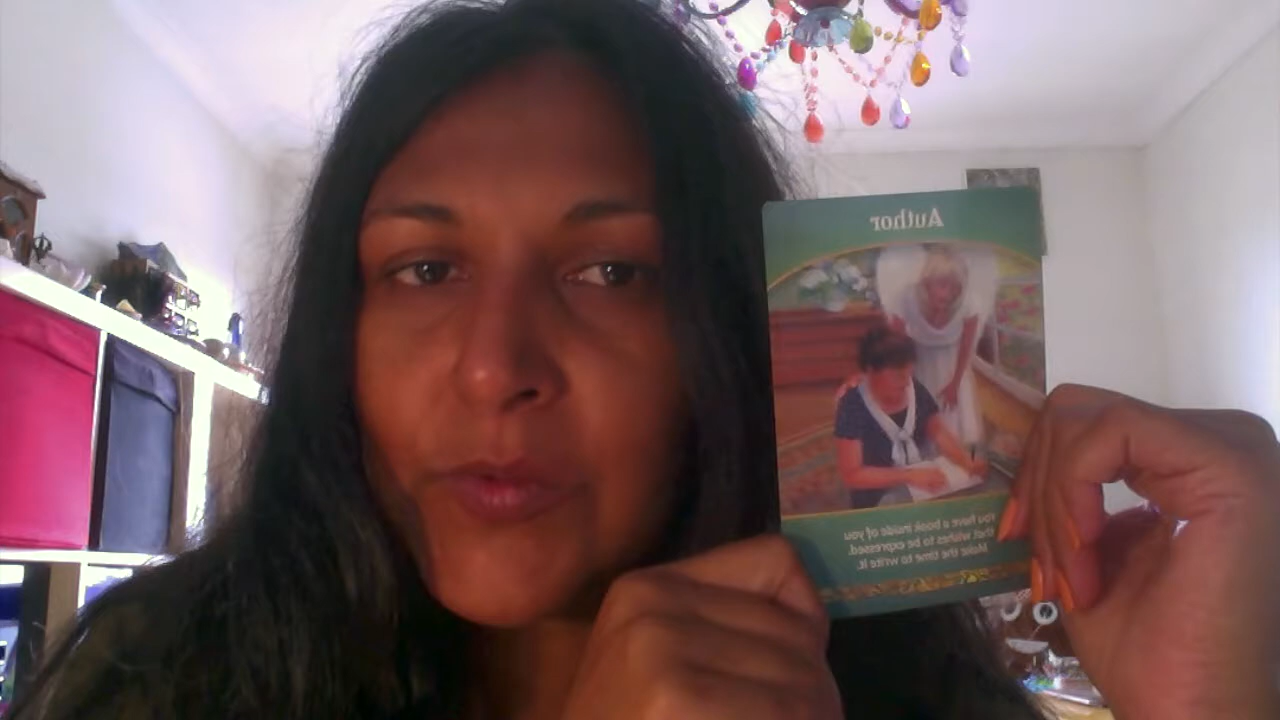 Author
You have a book inside of you
that wishes to be expressed.
Make the time to write it.